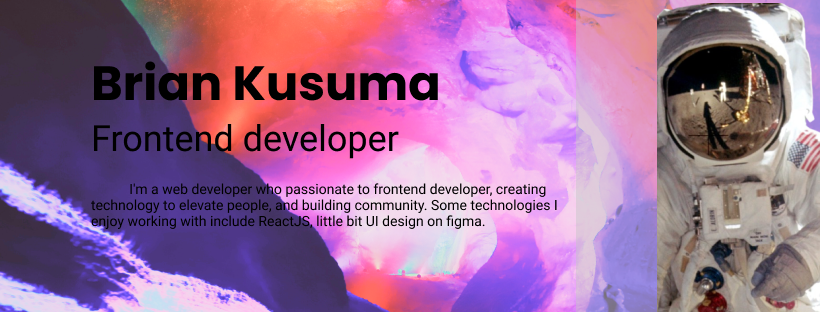 Brian Kusuma
Frontend developer
I'm a web developer who passionate to frontend developer, creating
technology to elevate people, and building community. Some technologies I
enjoy working with include ReactJS, little bit UI design on figma.